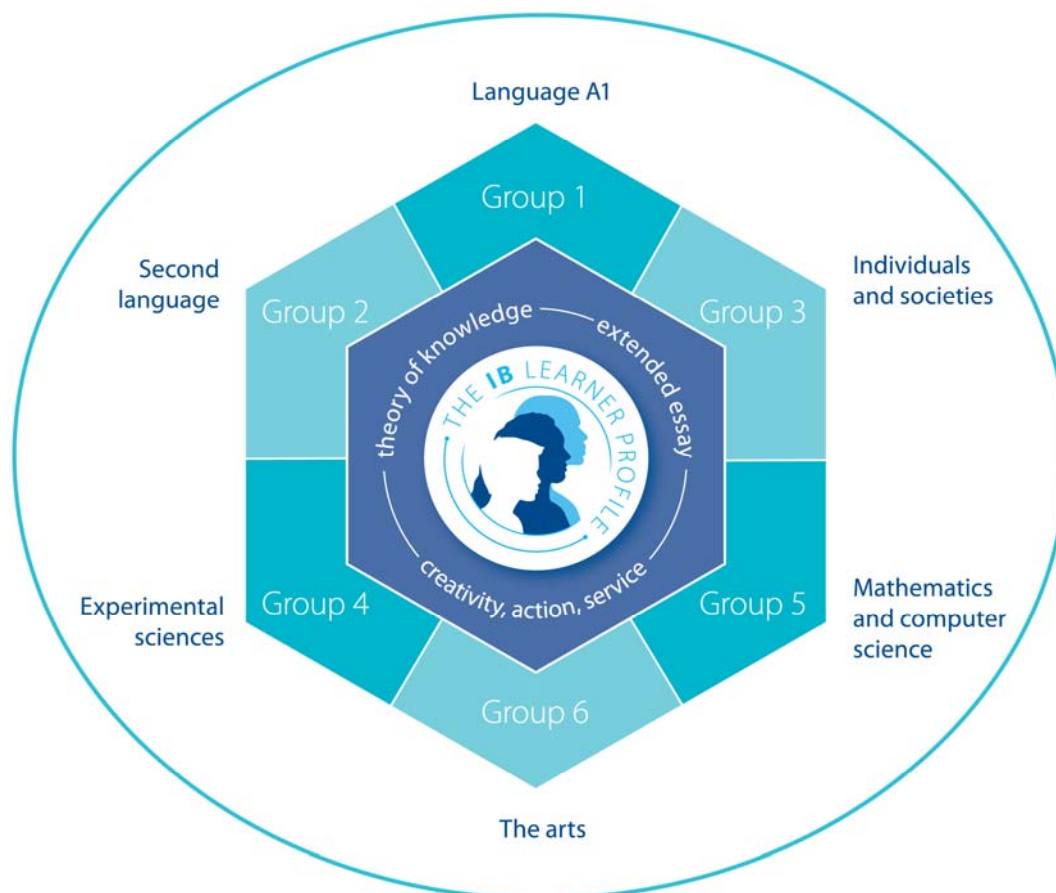 Language A1
Group 1
Second
language
Group 2
Individuals
and societies
Group 3
theory of knowledge
extended essay
THE IB LEARNER PROFILE
creativity, action, service
Experimental
sciences
Group 4
Mathematics
and computer
science
Group 5
Group 6
The arts